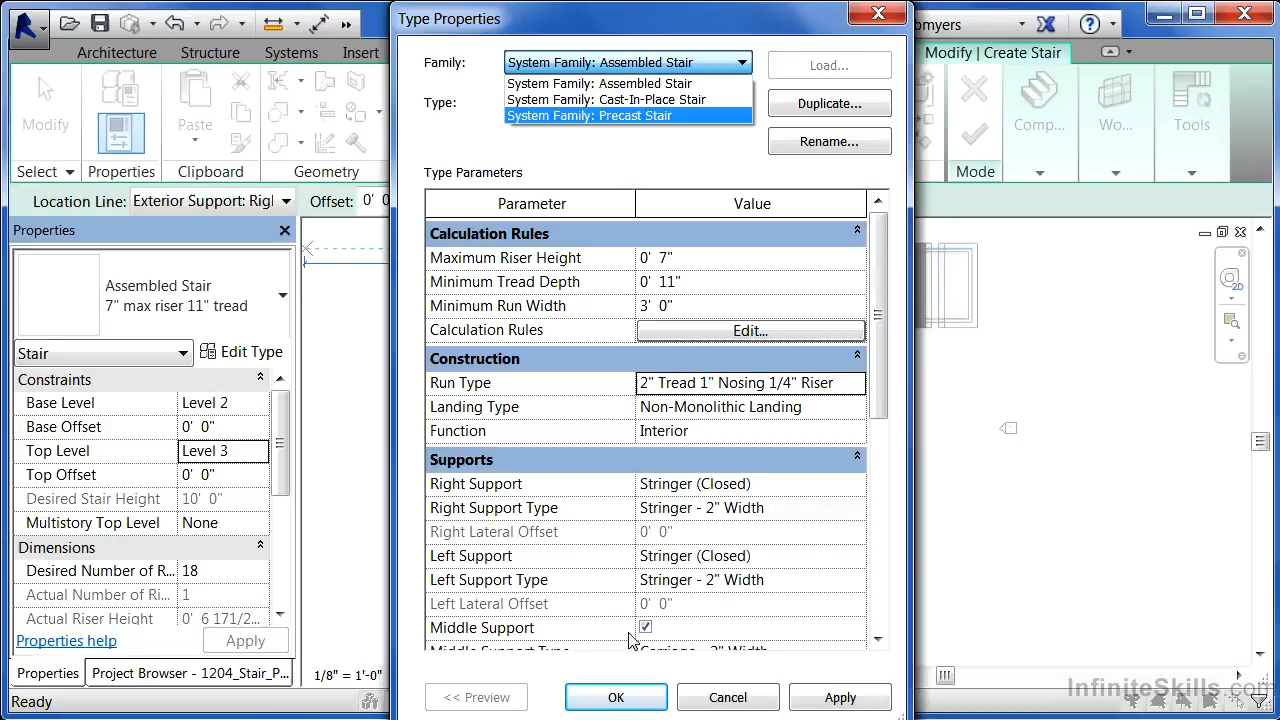 Type Properties
omyers
Architecture
Structure
Systems
Insert
Modify | Create Stair
Modify
Paste
Comp...
Wo...
Tools
Select
Properties
Clipboard
Geometry
Mode
Location Line: Exterior Support: Rigl
Offset: 0' 0
Properties
Assembled Stair
7" max riser 11" tread
Stair
Edit Type
Constraints
Base Level Level 2
Base Offset 0' 0"
Top Level Level 3
Top Offset 0' 0"
Desired Stair Height 10' 0"
Multistory Top Level None
Dimensions
Desired Number of R... 18
Actual Number of Ri... 1
Actual Riser Height 0' 6 171/2...
Properties help
Apply
Properties
Project Browser - 1204_Stair_P...
Ready
1/8" = 1'-0"
Family:
System Family: Assembled Stair
System Family: Assembled Stair
System Family: Cast-In-Place Stair
System Family: Precast Stair
Type:
Load...
Duplicate...
Rename...
Type Parameters
Parameter Value
Calculation Rules
Maximum Riser Height 0' 7"
Minimum Tread Depth 0' 11"
Minimum Run Width 3' 0"
Calculation Rules Edit...
Construction
Run Type 2" Tread 1" Nosing 1/4" Riser
Landing Type Non-Monolithic Landing
Function Interior
Supports
Right Support Stringer (Closed)
Right Support Type Stringer - 2" Width
Right Lateral Offset 0' 0"
Left Support Stringer (Closed)
Left Support Type Stringer - 2" Width
Left Lateral Offset 0' 0"
Middle Support
Middle Support Type Carriage - 2" Width
<< Preview
OK
Cancel
Apply
2D
InfiniteSkills.com